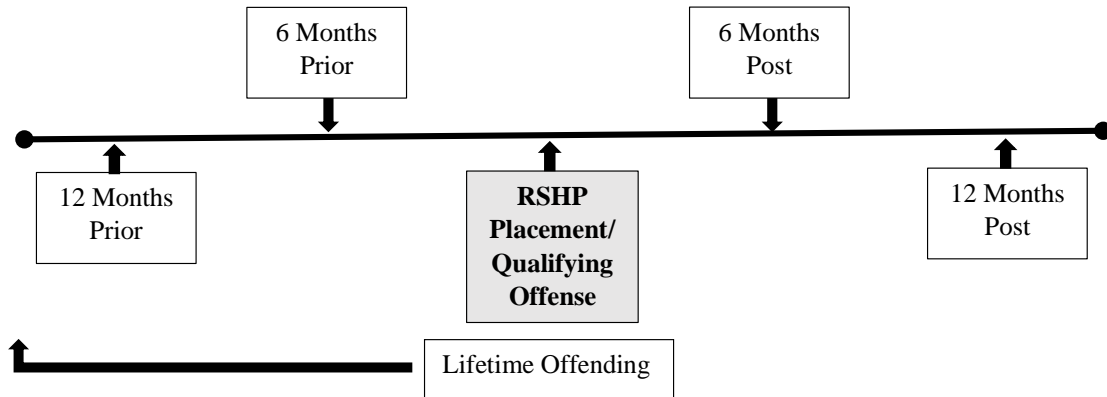 6 Months
Prior
6 Months
Post
12 Months
Prior
RSHP
Placement/
Qualifying
Offense
12 Months
Post
Lifetime Offending